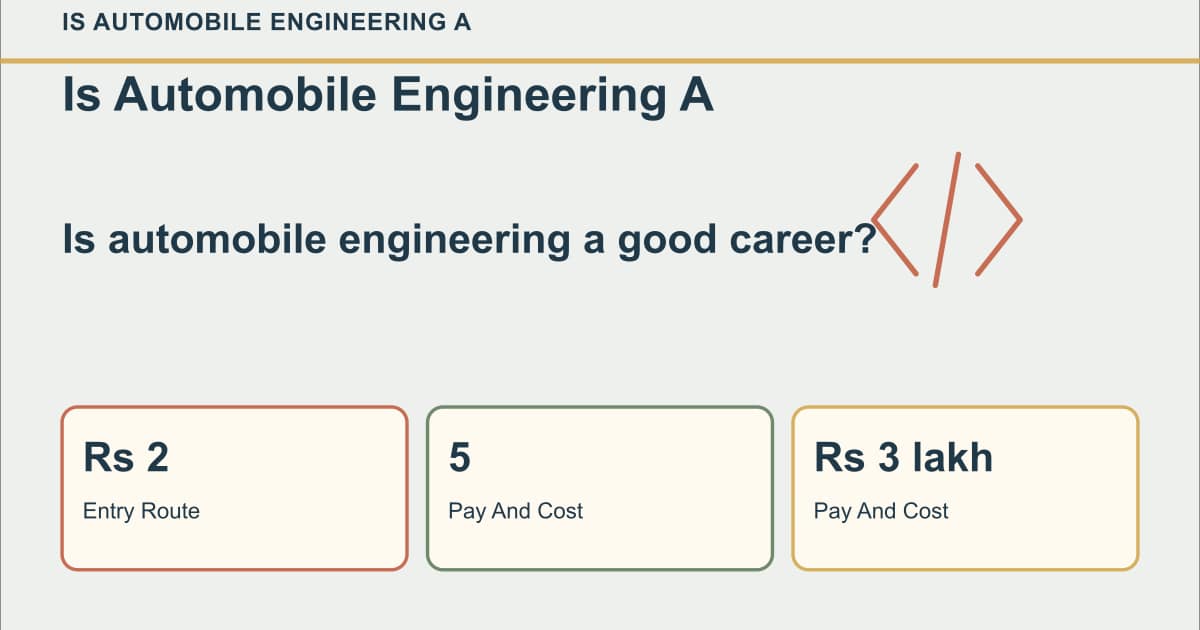 IS AUTOMOBILE ENGINEERING A
Is Automobile Engineering A
Is automobile engineering a good career?
Rs 2
Entry Route
5
Pay And Cost
Rs 3 lakh
Pay And Cost